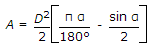 A = D²/2 [ п α / 180° - sin α / 2 ]